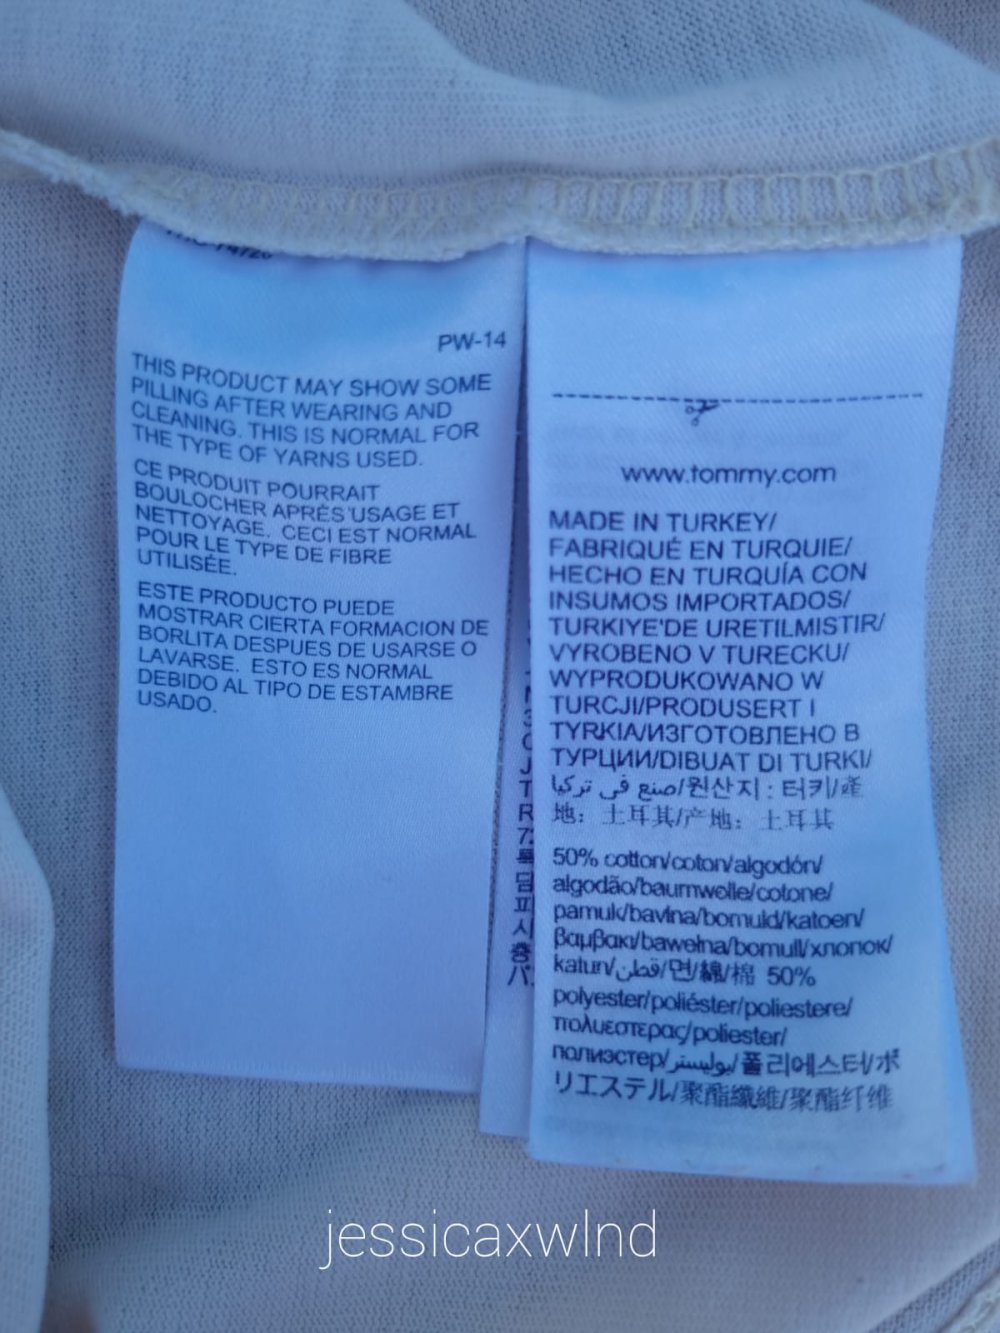 PW-14
THIS PRODUCT MAY SHOW SOME
PILLING AFTER WEARING AND
CLEANING. THIS IS NORMAL FOR
THE TYPE OF YARNS USED.
CE PRODUIT POURRAIT
BOULOCHER APRÈS USAGE ET
NETTOYAGE. CECI EST NORMAL
POUR LE TYPE DE FIBRE
UTILISÉE.
ESTE PRODUCTO PUEDE
MOSTRAR CIERTA FORMACION DE
BORLITA DESPUES DE USARSE O
LAVARSE. ESTO ES NORMAL
DEBIDO AL TIPO DE ESTAMBRE
USADO.
www.tommy.com
MADE IN TURKEY/
FABRIQUÉ EN TURQUIE/
HECHO EN TURQUÍA CON
INSUMOS IMPORTADOS/
TURKIYE'DE URETILMISTIR/
VYROBENO V TURECKU/
WYPRODUKOWANO W
TURCJI/PRODUSERT I
TYRKIA/ИЗГОТОВЛЕНО В
ТУРЦИИ/DIBUAT DI TURKI/
صنع في تركيا/원산지 : 터키/產
地：土耳其/产地：土耳其
50% cotton/coton/algodón/
algodão/baumwolle/cotone/
pamuk/bavlna/bomuld/katoen/
βαμβακι/bawełna/bomull/хлопок/
katun/قطن/면/綿/棉 50%
polyester/poliéster/poliestere/
πολυεστερας/poliester/
полиэстер/بوليستر/폴리에스터/ポ
リエステル/聚酯纖維/聚酯纤维
jessicaxwlnd